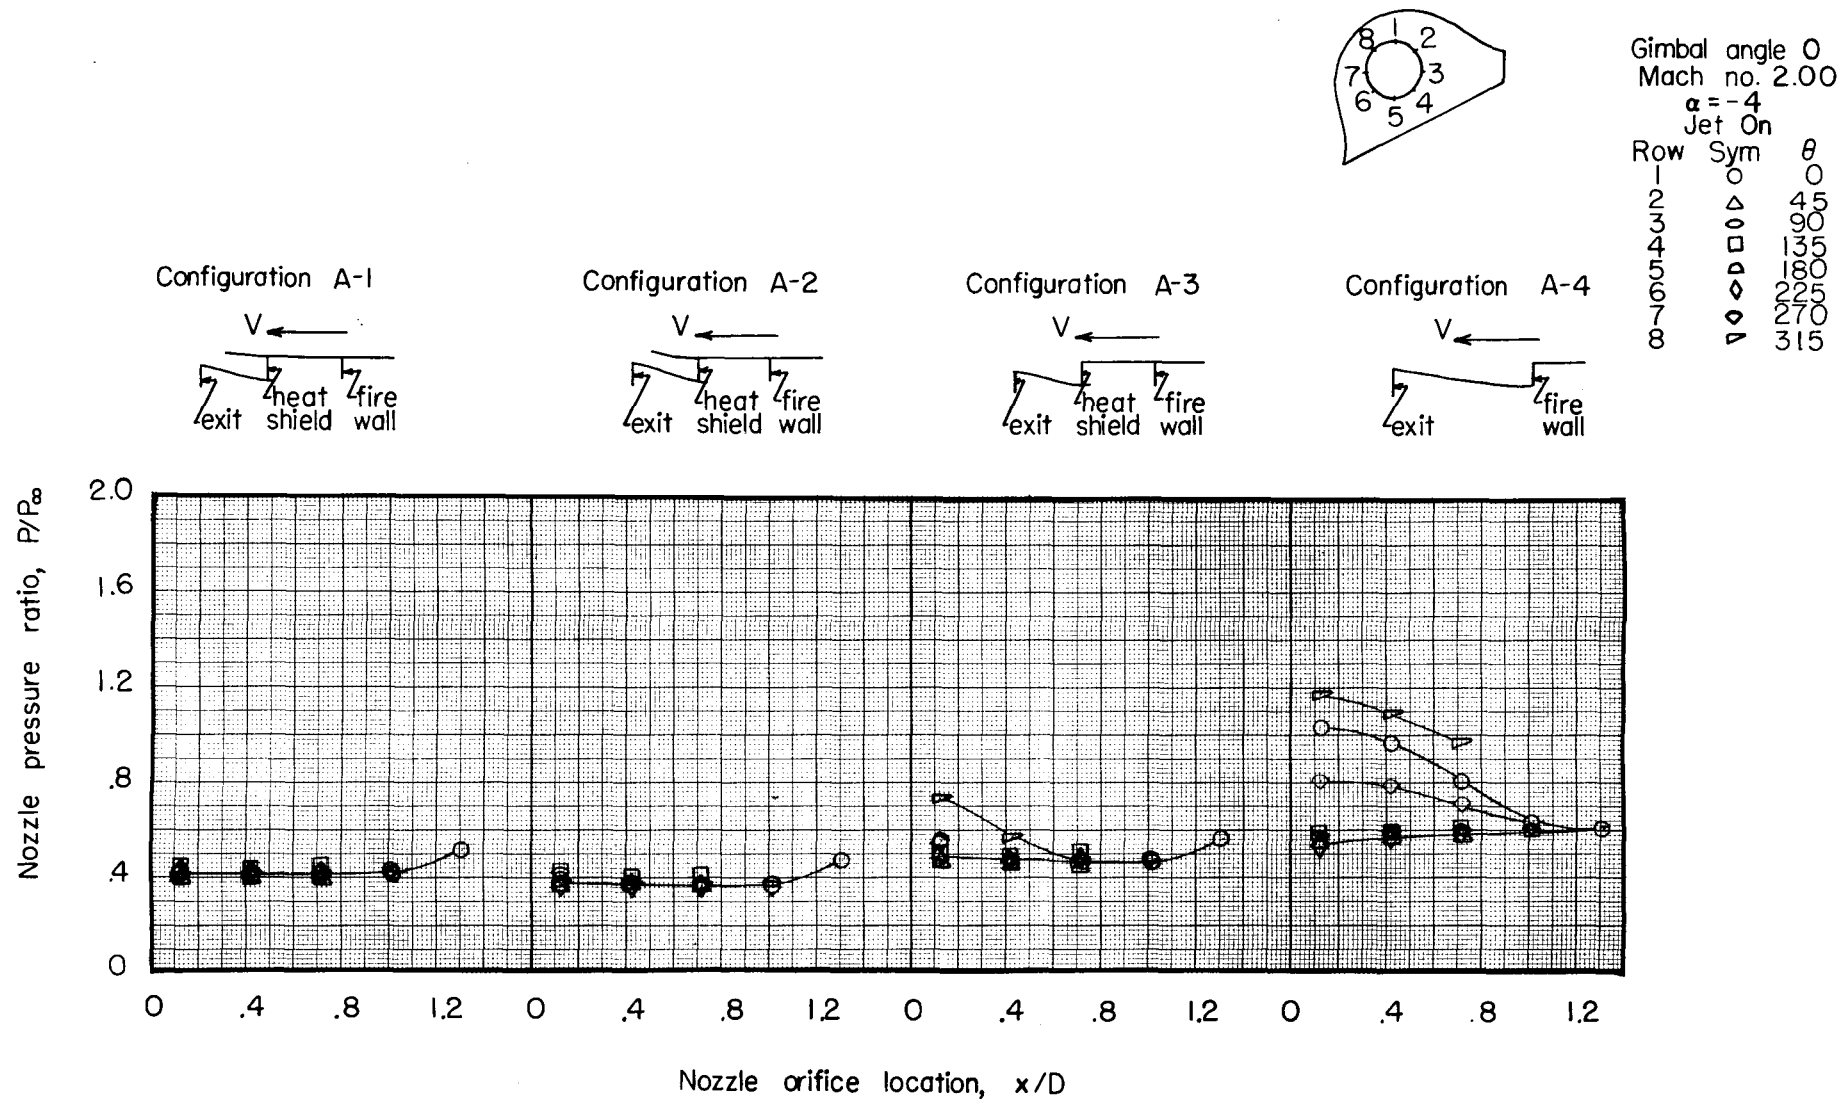 8 1 2
7 3
6 5 4
Gimbal angle 0
Mach no. 2.00
α = -4
Jet On
Row Sym θ
1 0
2 45
3 90
4 135
5 180
6 225
7 270
8 315
Configuration A-1
V
exit
heat shield
fire wall
Configuration A-2
V
exit
heat shield
fire wall
Configuration A-3
V
exit
heat shield
fire wall
Configuration A-4
V
exit
fire wall
Nozzle pressure ratio, P/P∞
2.0
1.6
1.2
.8
.4
0
0 .4 .8 1.2 0 .4 .8 1.2 0 .4 .8 1.2 0 .4 .8 1.2
Nozzle orifice location, x/D